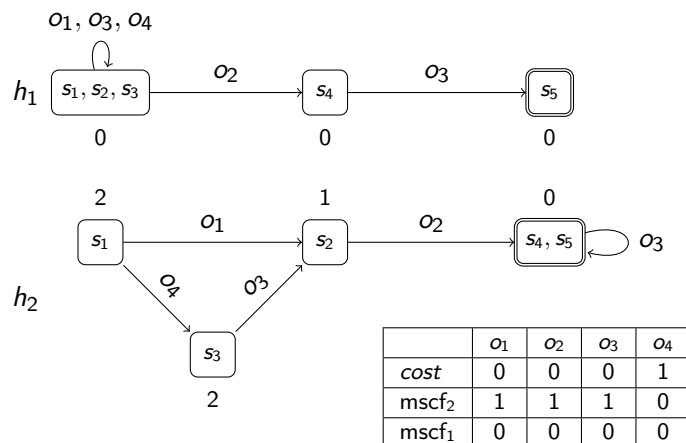 o₁, o₃, o₄
h₁ s₁, s₂, s₃ o₂ s₄ o₃ s₅
0 0 0
2 1 0
s₁ o₁ s₂ o₂ s₄, s₅ o₃
h₂ o₄ o₃
s₃
2
o₁ o₂ o₃ o₄
cost 0 0 0 1
mscf₂ 1 1 1 0
mscf₁ 0 0 0 0